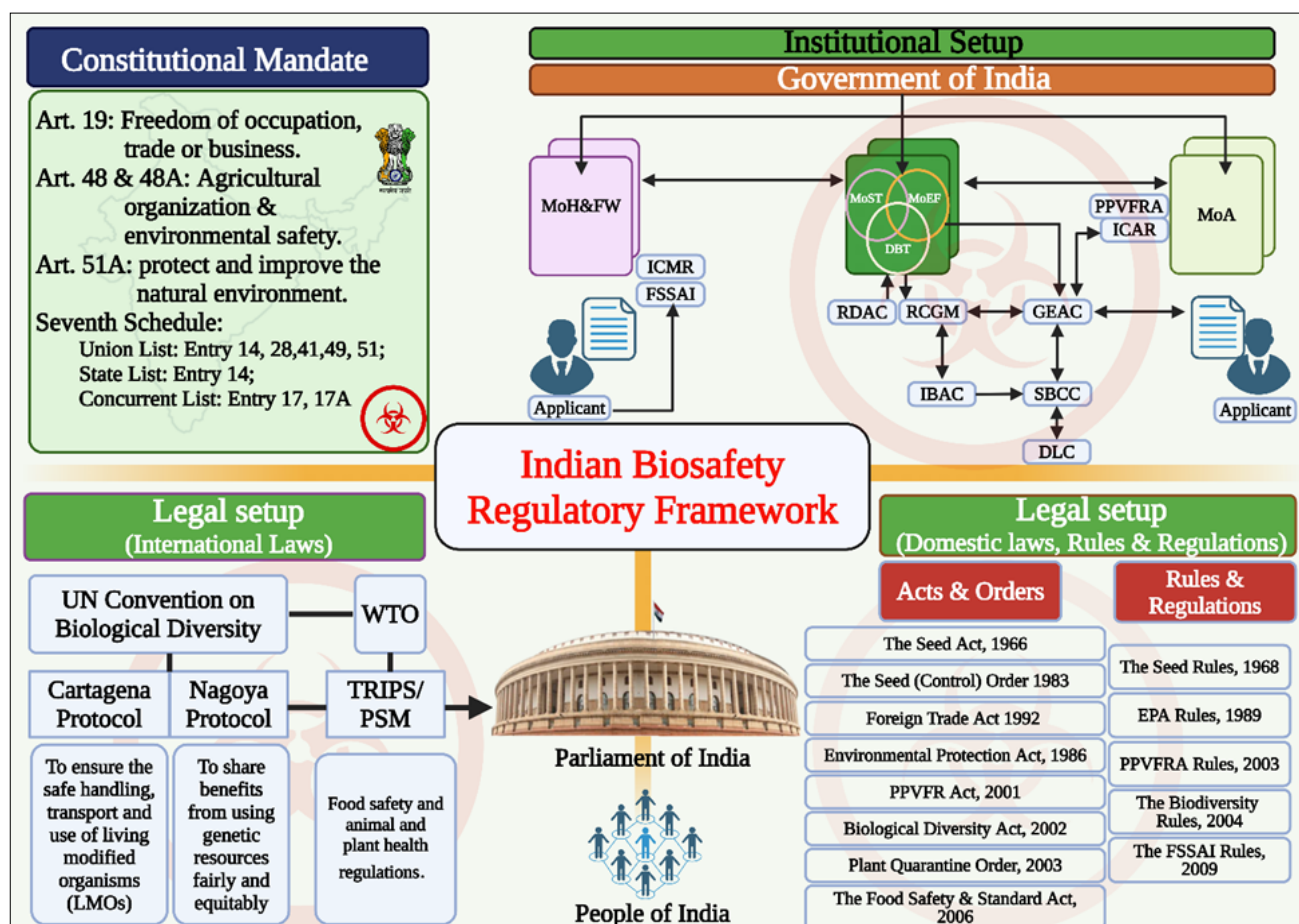 Constitutional Mandate
Art. 19: Freedom of occupation,
trade or business.
Art. 48 & 48A: Agricultural
organization &
environmental safety.
Art. 51A: protect and improve the
natural environment.
Seventh Schedule:
Union List: Entry 14, 28,41,49, 51;
State List: Entry 14;
Concurrent List: Entry 17, 17A
Institutional Setup
Government of India
MoH&FW
MoST
MoEF
DBT
PPVFRA
ICAR
MoA
ICMR
FSSAI
RDAC
RCGM
GEAC
IBAC
SBCC
DLC
Applicant
Applicant
Indian Biosafety
Regulatory Framework
Legal setup
(International Laws)
UN Convention on
Biological Diversity
WTO
Cartagena
Protocol
Nagoya
Protocol
TRIPS/
PSM
To ensure the
safe handling,
transport and
use of living
modified
organisms
(LMOs)
To share
benefits
from using
genetic
resources
fairly and
equitably
Food safety and
animal and
plant health
regulations.
Parliament of India
People of India
Legal setup
(Domestic laws, Rules & Regulations)
Acts & Orders
The Seed Act, 1966
The Seed (Control) Order 1983
Foreign Trade Act 1992
Environmental Protection Act, 1986
PPVFR Act, 2001
Biological Diversity Act, 2002
Plant Quarantine Order, 2003
The Food Safety & Standard Act,
2006
Rules &
Regulations
The Seed Rules, 1968
EPA Rules, 1989
PPVFRA Rules, 2003
The Biodiversity
Rules, 2004
The FSSAI Rules,
2009